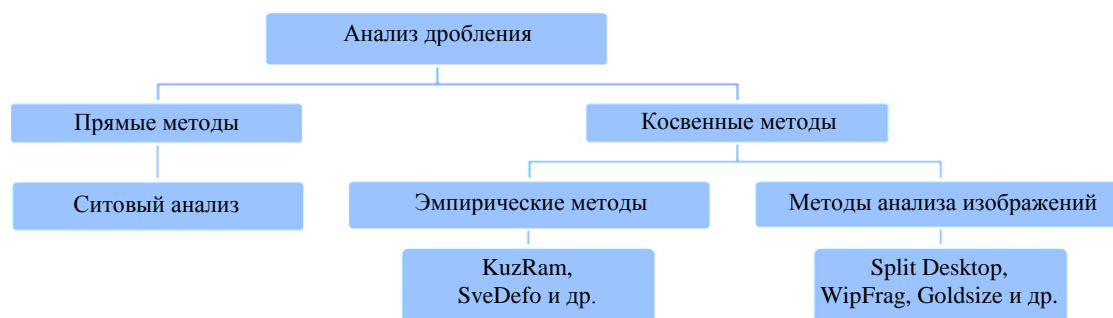 Анализ дробления
Прямые методы
Косвенные методы
Ситовый анализ
Эмпирические методы
Методы анализа изображений
KuzRam,
SveDefo и др.
Split Desktop,
WipFrag, Goldsize и др.